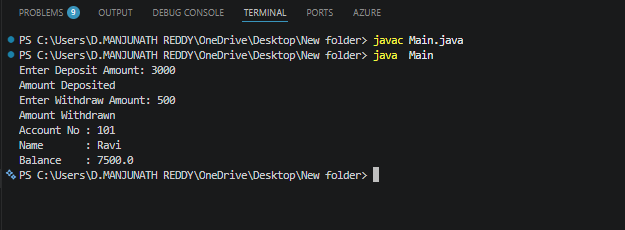 PROBLEMS 9 OUTPUT DEBUG CONSOLE TERMINAL PORTS AZURE
PS C:\Users\D.MANJUNATH REDDY\OneDrive\Desktop\New folder> javac Main.java
PS C:\Users\D.MANJUNATH REDDY\OneDrive\Desktop\New folder> java  Main
Enter Deposit Amount: 3000
Amount Deposited
Enter Withdraw Amount: 500
Amount Withdrawn
Account No : 101
Name       : Ravi
Balance    : 7500.0
PS C:\Users\D.MANJUNATH REDDY\OneDrive\Desktop\New folder>